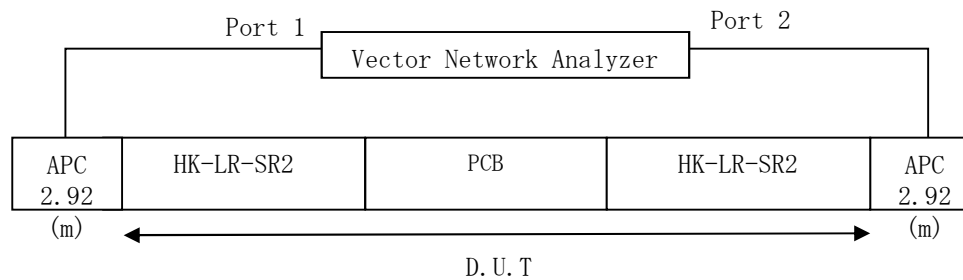 Port 1
Port 2
Vector Network Analyzer
APC
2.92
(m)
HK-LR-SR2
PCB
HK-LR-SR2
APC
2.92
(m)
D.U.T